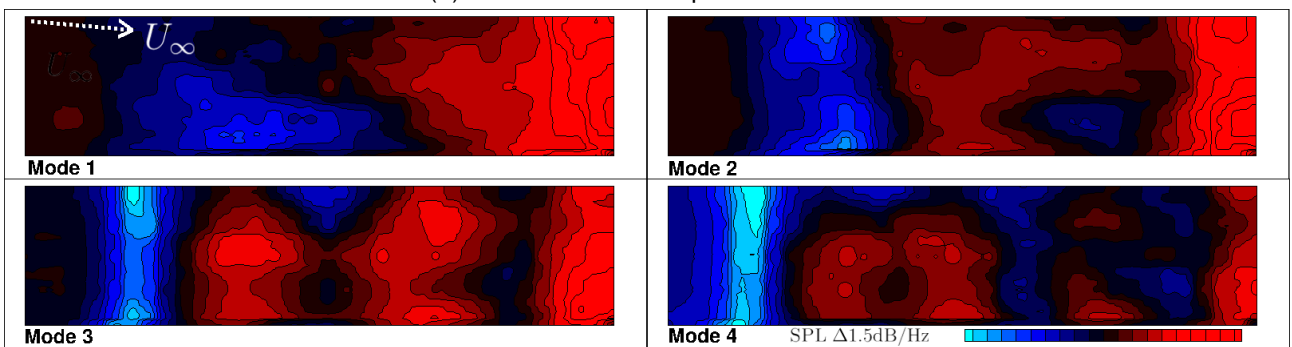 U∞
U∞
Mode 1
Mode 2
Mode 3
Mode 4
SPL Δ1.5dB/Hz